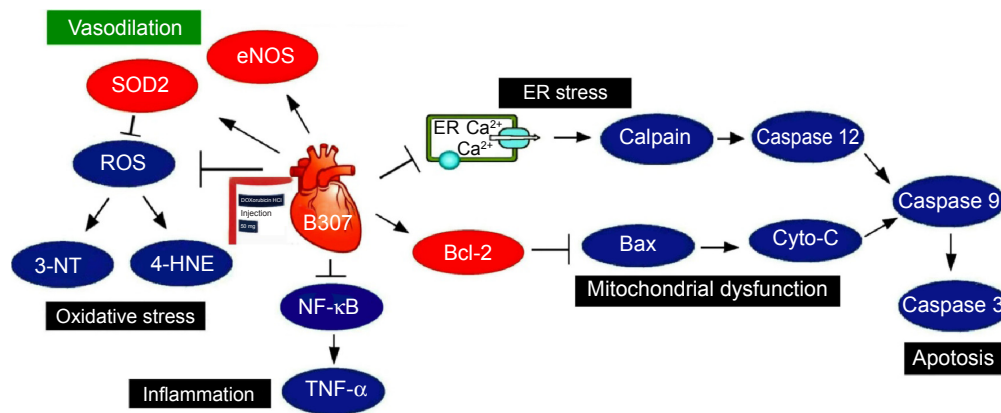 Vasodilation
eNOS
SOD2
ER stress
ER Ca²⁺
Ca²⁺
Calpain
Caspase 12
ROS
DOXorubicin HCl
Injection
50 mg
B307
Caspase 9
Bcl-2
Bax
Cyto-C
3-NT
4-HNE
Mitochondrial dysfunction
NF-κB
Caspase 3
Oxidative stress
Apotosis
Inflammation
TNF-α